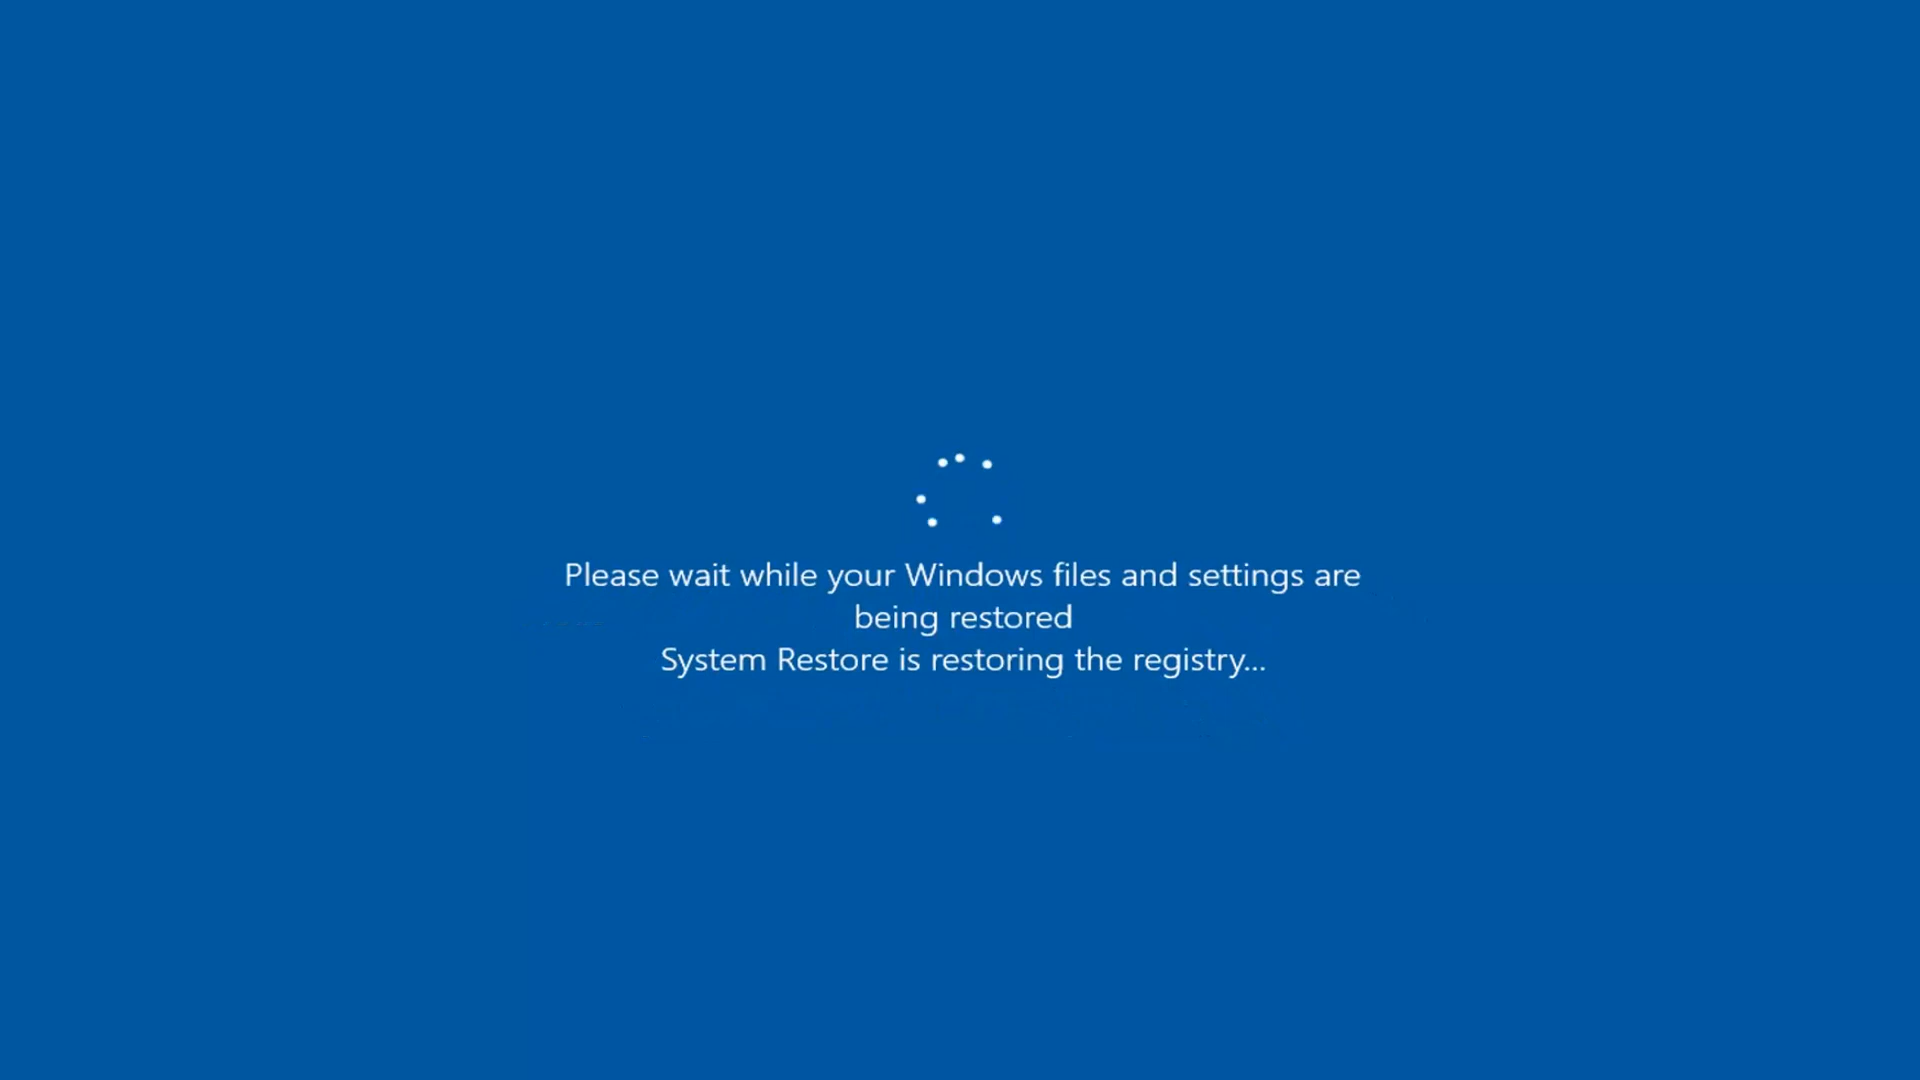 Please wait while your Windows files and settings are
being restored
System Restore is restoring the registry...